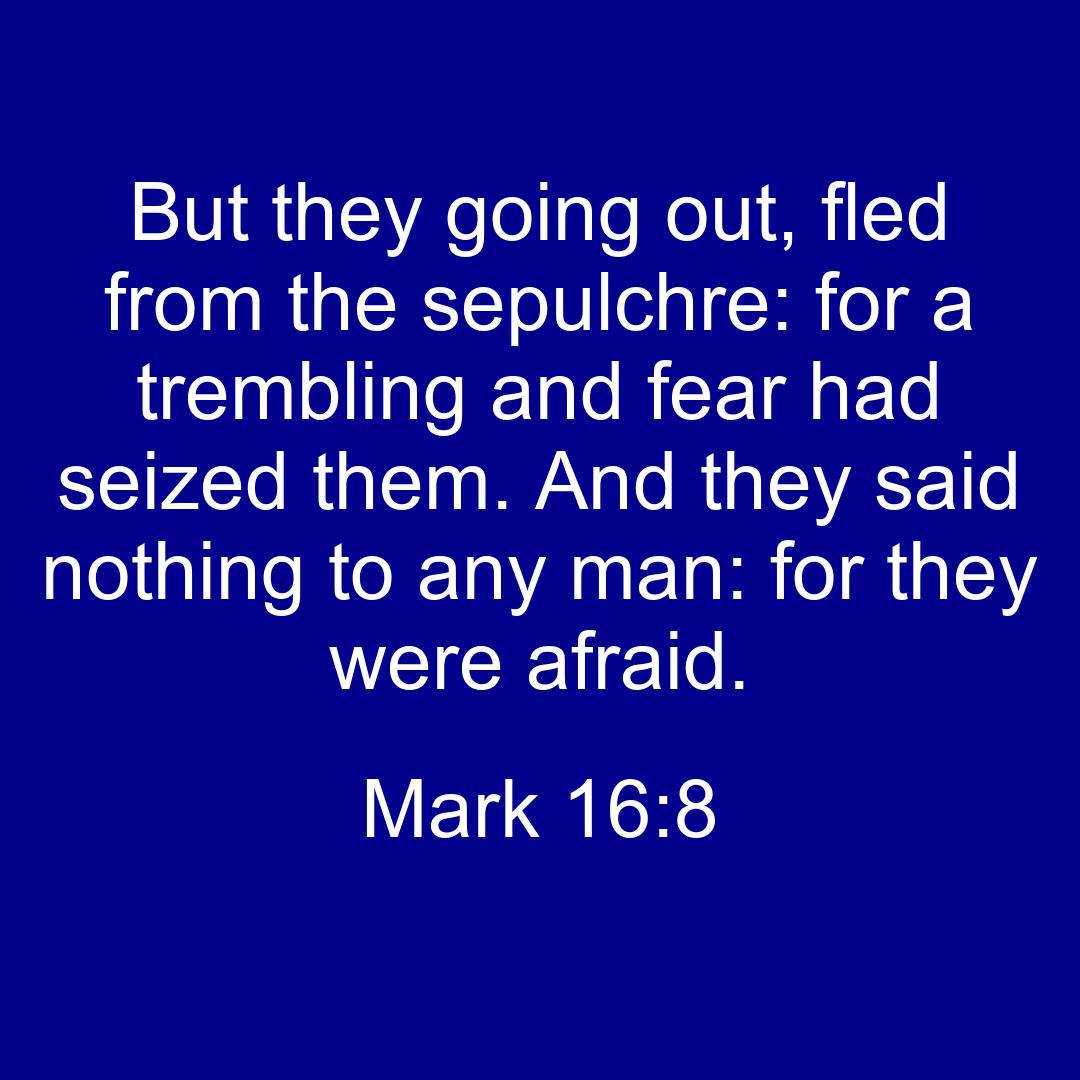 But they going out, fled
from the sepulchre: for a
trembling and fear had
seized them. And they said
nothing to any man: for they
were afraid.
Mark 16:8